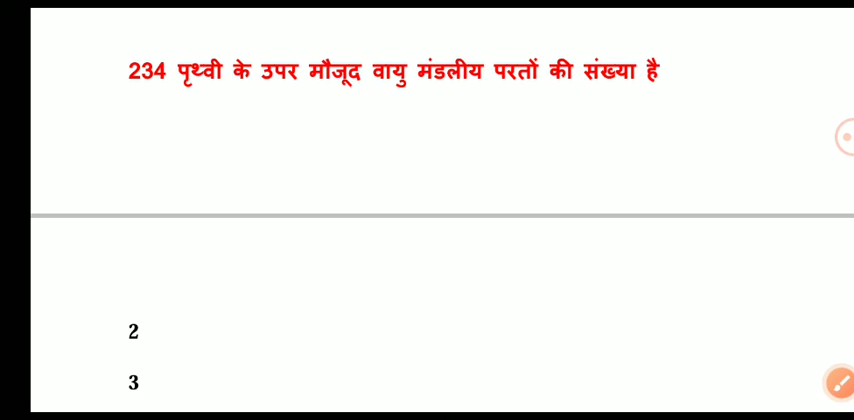 234 पृथ्वी के उपर मौजूद वायु मंडलीय परतों की संख्या है
2
3